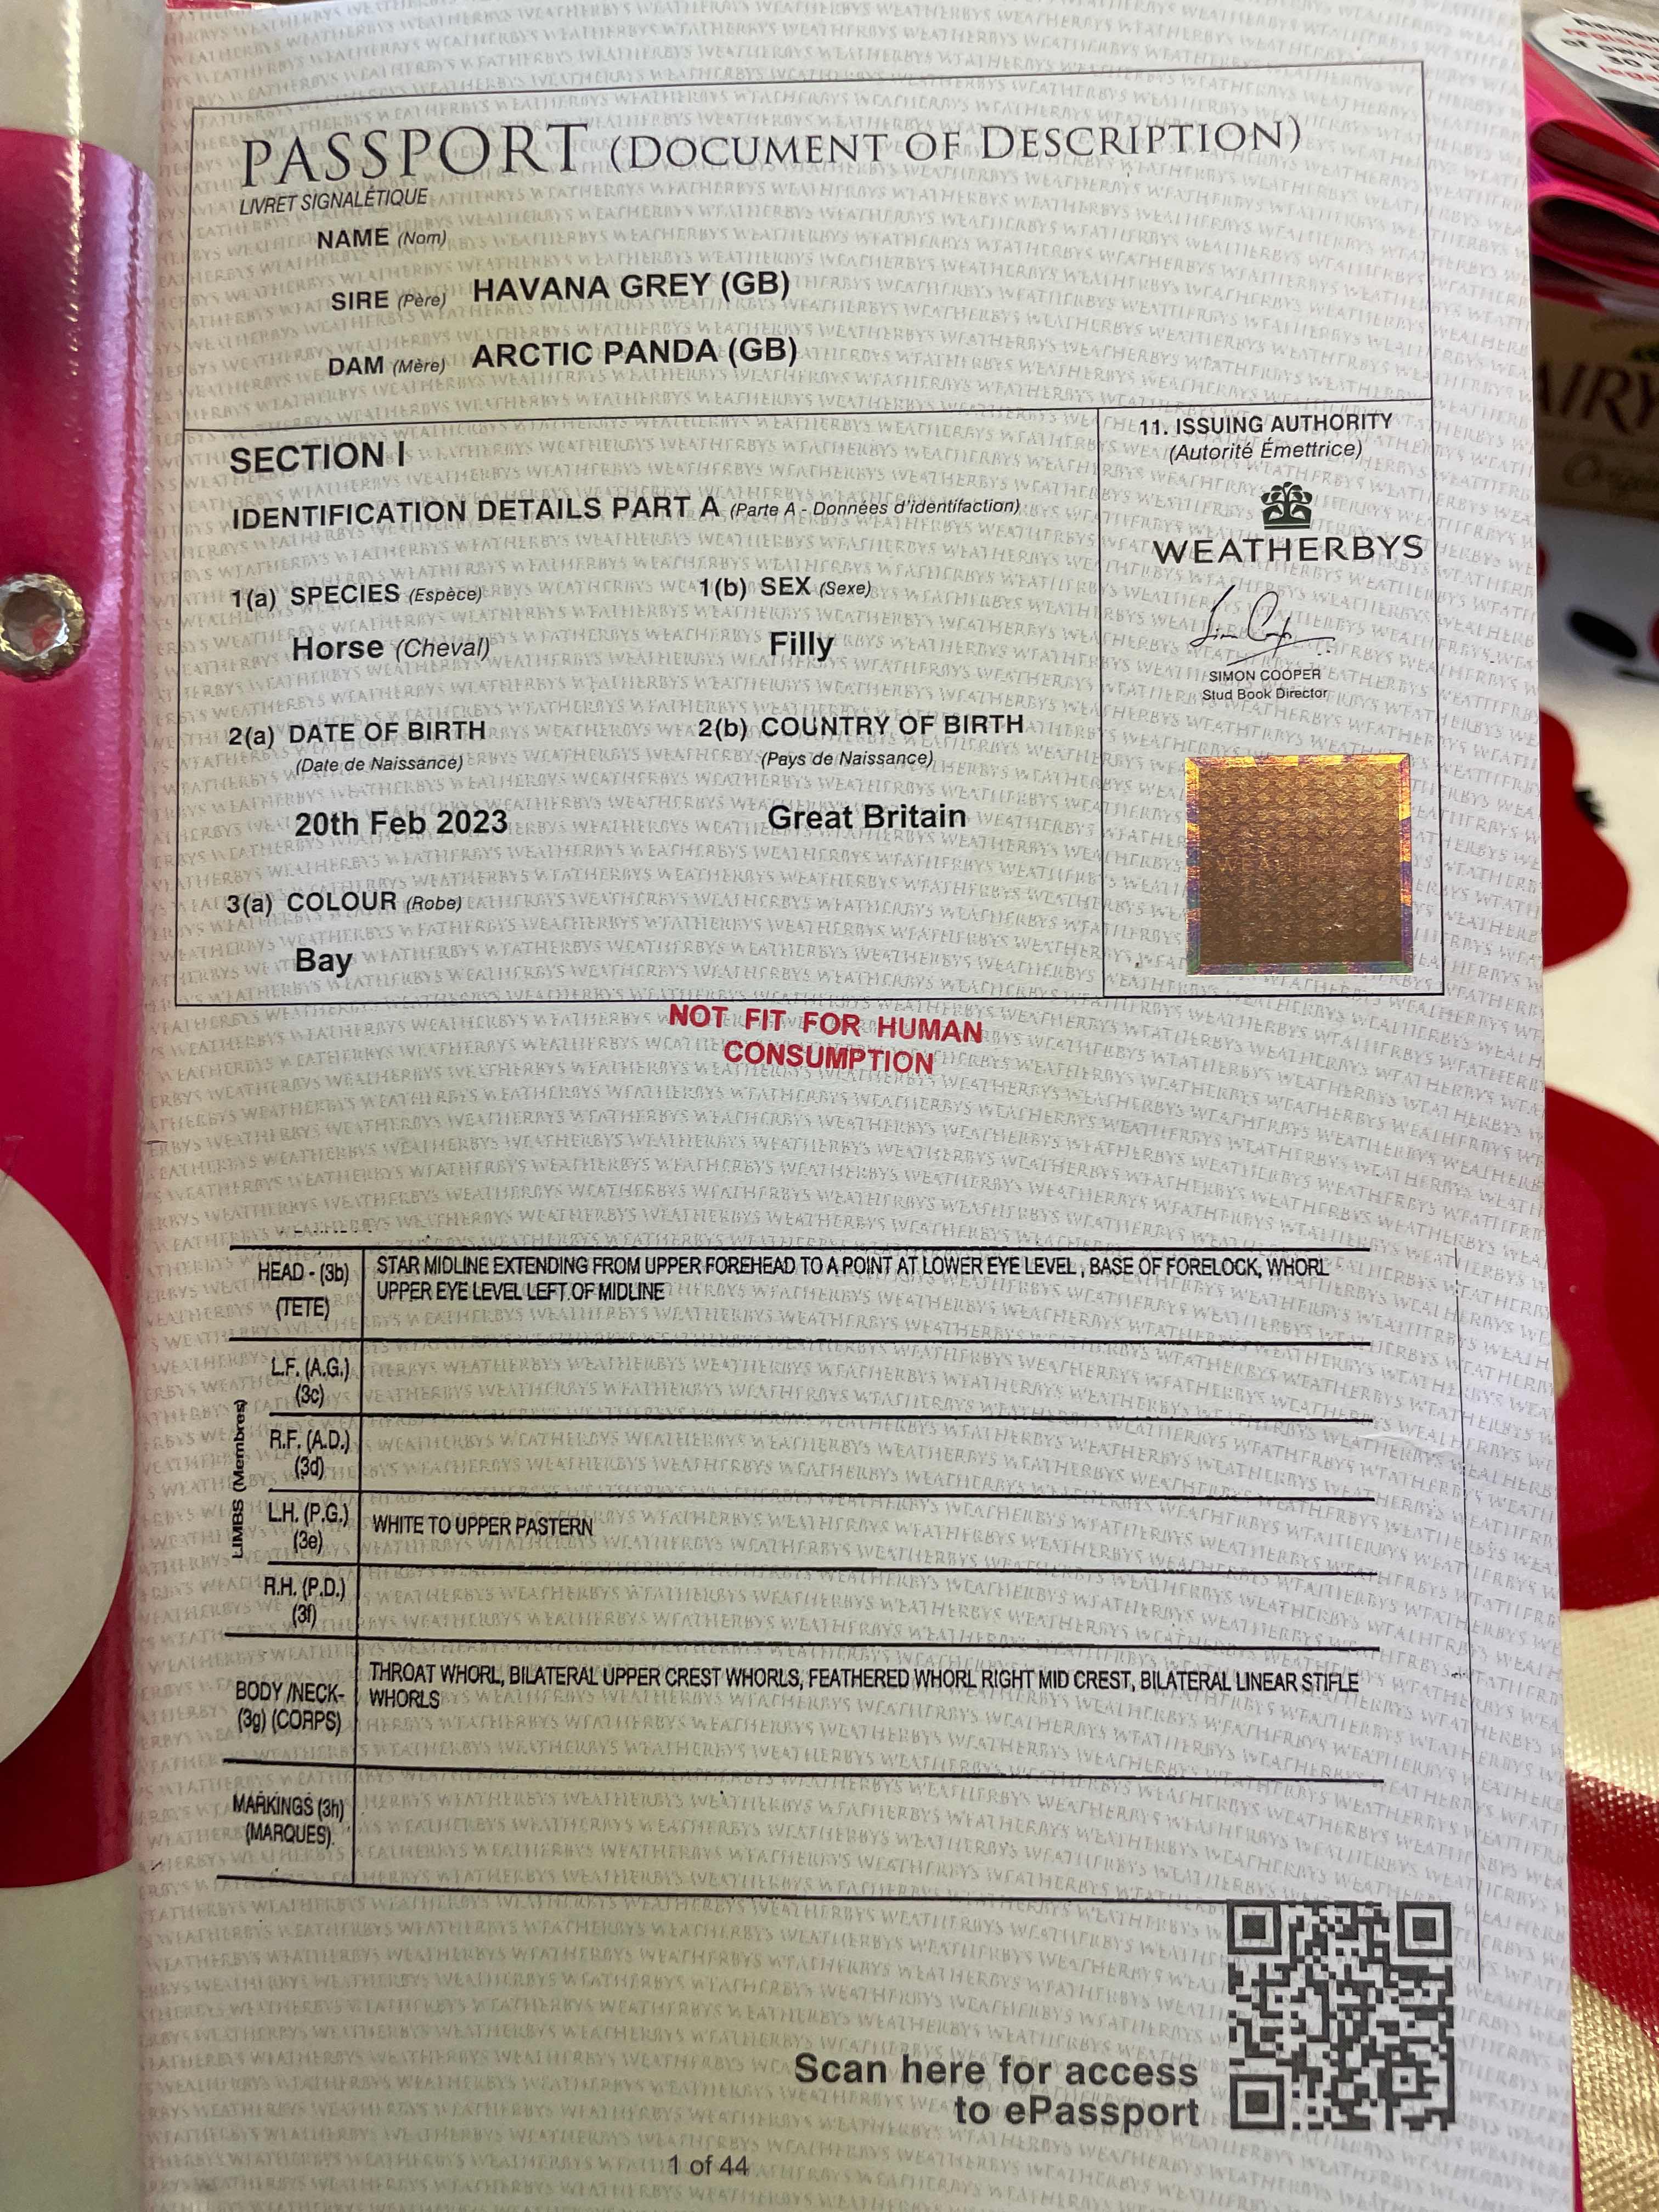 PASSPORT (DOCUMENT OF DESCRIPTION)
LIVRET SIGNALÉTIQUE
NAME (Nom)
SIRE (Père) HAVANA GREY (GB)
DAM (Mère) ARCTIC PANDA (GB)
SECTION I
IDENTIFICATION DETAILS PART A (Parte A - Données d'identifaction)
1(a) SPECIES (Espèce) 1(b) SEX (Sexe)
Horse (Cheval) Filly
2(a) DATE OF BIRTH 2(b) COUNTRY OF BIRTH
(Date de Naissance) (Pays de Naissance)
20th Feb 2023 Great Britain
3(a) COLOUR (Robe)
Bay
11. ISSUING AUTHORITY
(Autorité Émettrice)
WEATHERBYS
SIMON COOPER
Stud Book Director
NOT FIT FOR HUMAN
CONSUMPTION
HEAD - (3b) STAR MIDLINE EXTENDING FROM UPPER FOREHEAD TO A POINT AT LOWER EYE LEVEL , BASE OF FORELOCK, WHORL
(TETE) UPPER EYE LEVEL LEFT OF MIDLINE
LIMBS (Membres)
L.F. (A.G.)
(3c)
R.F. (A.D.)
(3d)
L.H. (P.G.) WHITE TO UPPER PASTERN
(3e)
R.H. (P.D.)
(3f)
BODY /NECK- THROAT WHORL, BILATERAL UPPER CREST WHORLS, FEATHERED WHORL RIGHT MID CREST, BILATERAL LINEAR STIFLE
(3g) (CORPS) WHORLS
MARKINGS (3h)
(MARQUES)
Scan here for access
to ePassport
1 of 44